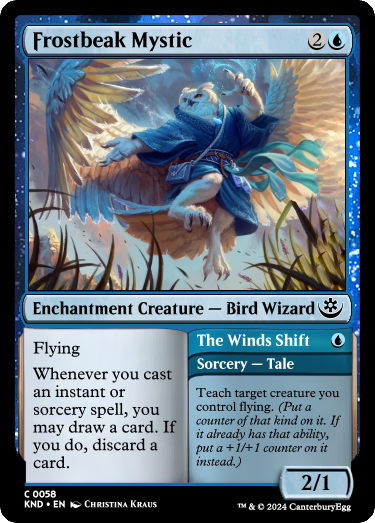 Frostbeak Mystic 2
Enchantment Creature — Bird Wizard
Flying
Whenever you cast
an instant or
sorcery spell, you
may draw a card. If
you do, discard a
card.
The Winds Shift
Sorcery — Tale
Teach target creature you
control flying. (Put a
counter of that kind on it. If
it already has that ability,
put a +1/+1 counter on it
instead.)
2/1
C 0058
KND • EN Christina Kraus
™ & © 2024 CanterburyEgg